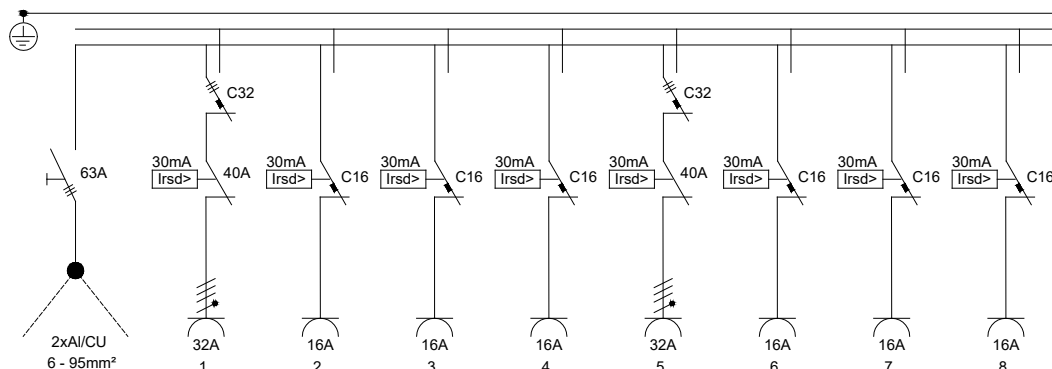 C32 C32
30mA 30mA 30mA 30mA 30mA 30mA 30mA 30mA
63A Irsd> 40A Irsd> C16 Irsd> C16 Irsd> C16 Irsd> 40A Irsd> C16 Irsd> C16 Irsd> C16
2xAl/CU 32A 16A 16A 16A 32A 16A 16A 16A
6 - 95mm² 1 2 3 4 5 6 7 8